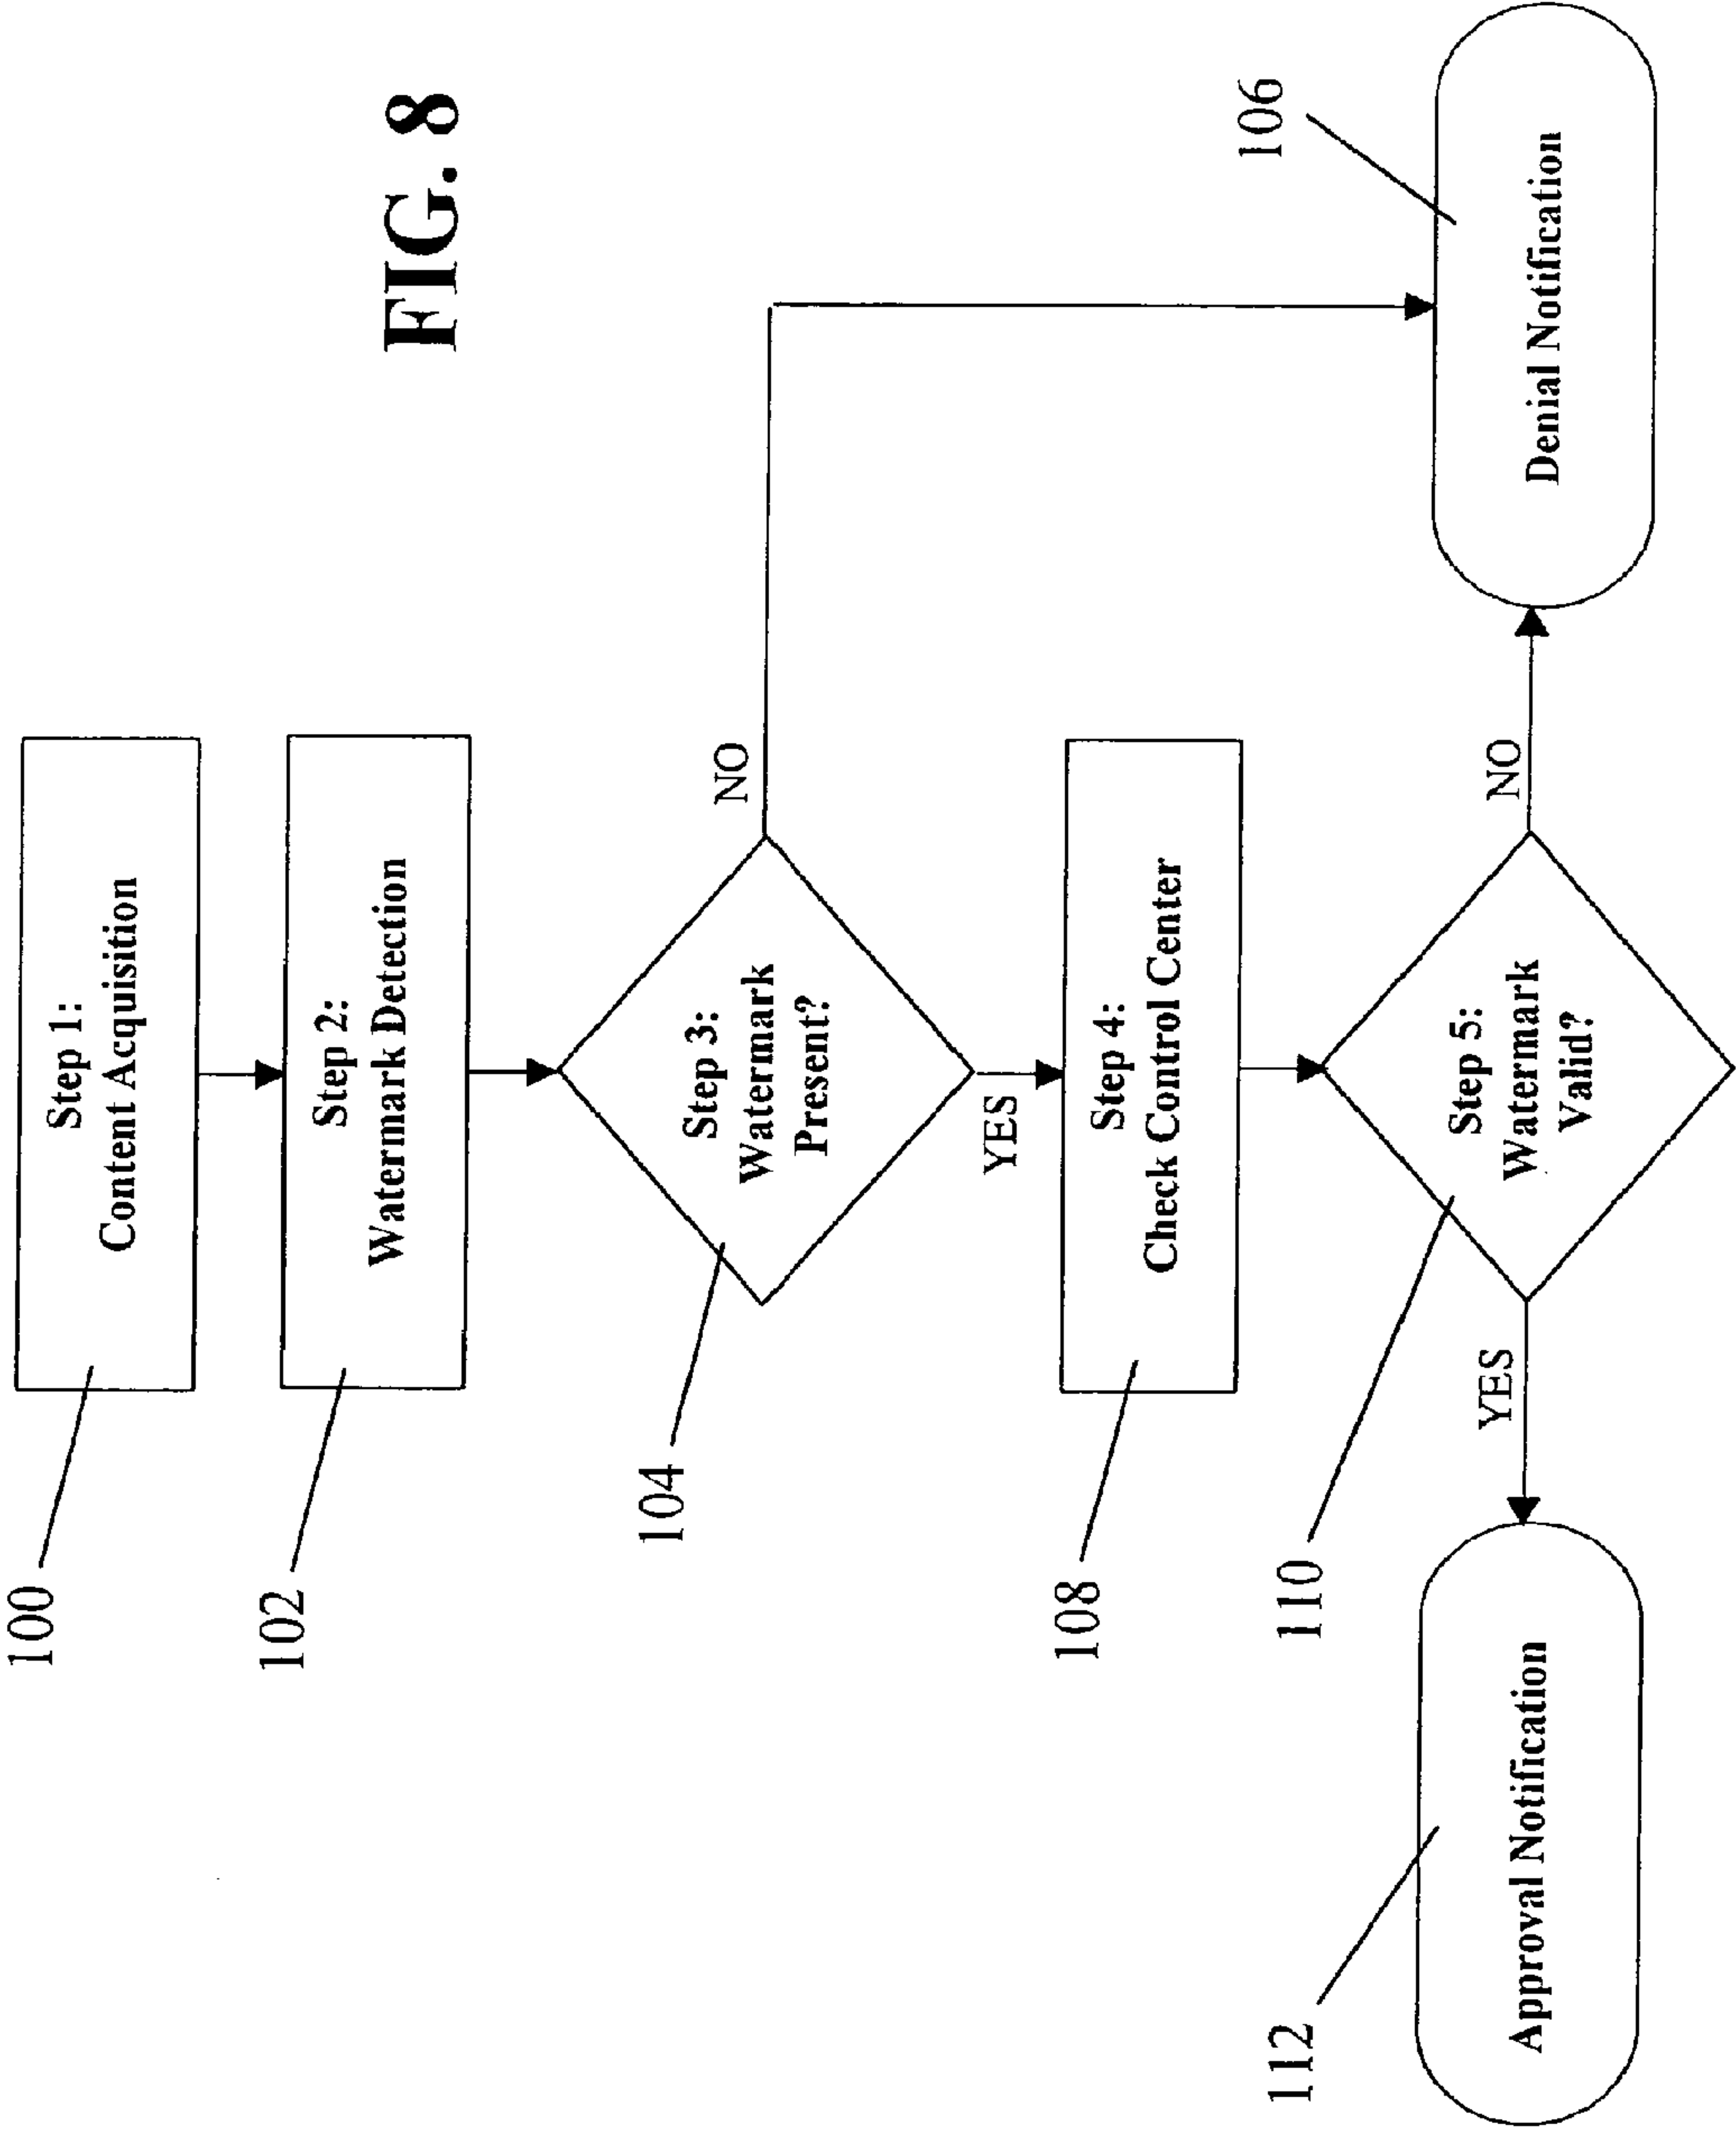 FIG. 8
100
Step 1:
Content Acquisition
102
Step 2:
Watermark Detection
104
Step 3:
Watermark
Present?
NO
YES
108
Step 4:
Check Control Center
110
Step 5:
Watermark
Valid?
YES
NO
112
Approval Notification
106
Denial Notification